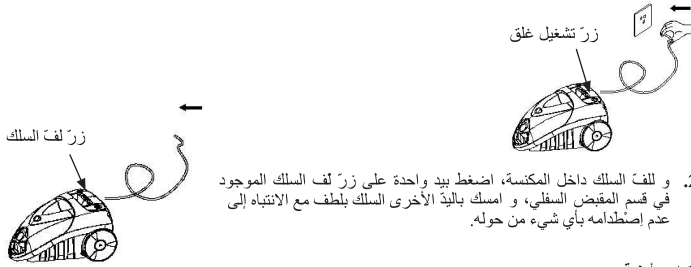 زرّ تشغيل غلق
زرّ لفّ السلك
2. و للفّ السلك داخل المكنسة، اضغط بيد واحدة على زرّ لف السلك الموجود
في قسم المقبض السفلي، و امسك باليدّ الأخرى السلك بلطف مع الانتباه إلى
عدم إصْطدامه بأي شيء من حوله.